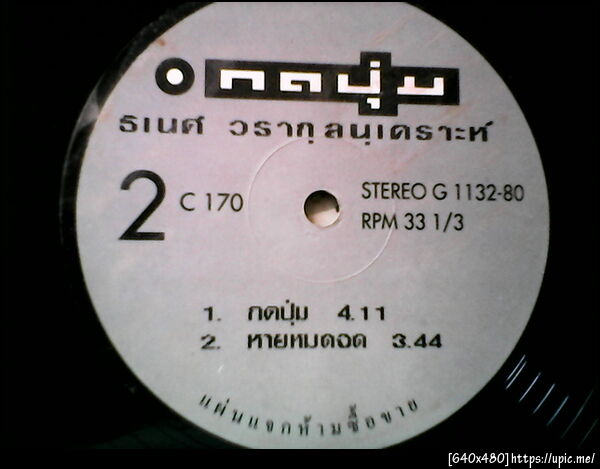 กดปุ่ม
ธเนศ วรากุลนุเคราะห์
2 C 170
STEREO G 1132-80
RPM 33 1/3
1. กดปุ่ม 4.11
2. หายหมดอด 3.44
แผ่นแจกห้ามซื้อขาย
[640x480]https://upic.me/